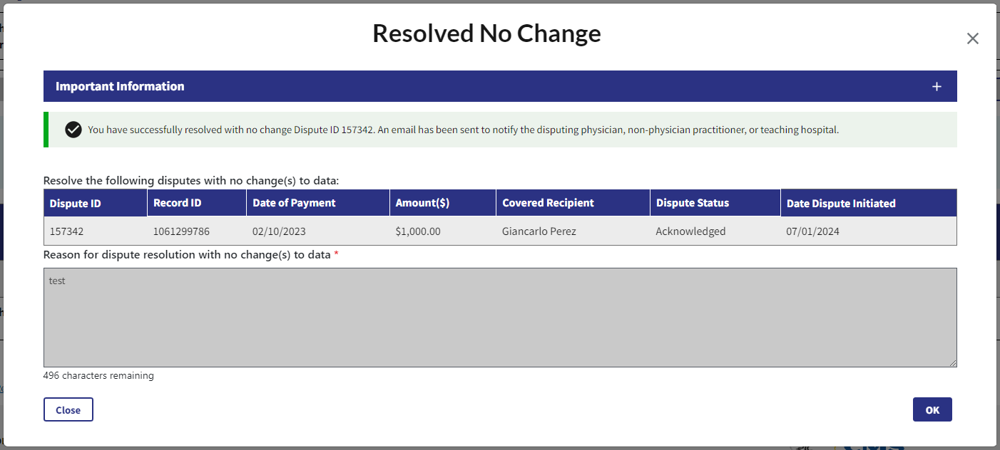 Resolved No Change
Important Information
You have successfully resolved with no change Dispute ID 157342. An email has been sent to notify the disputing physician, non-physician practitioner, or teaching hospital.
Resolve the following disputes with no change(s) to data:
Dispute ID Record ID Date of Payment Amount($) Covered Recipient Dispute Status Date Dispute Initiated
157342 1061299786 02/10/2023 $1,000.00 Giancarlo Perez Acknowledged 07/01/2024
Reason for dispute resolution with no change(s) to data *
test
496 characters remaining
Close OK